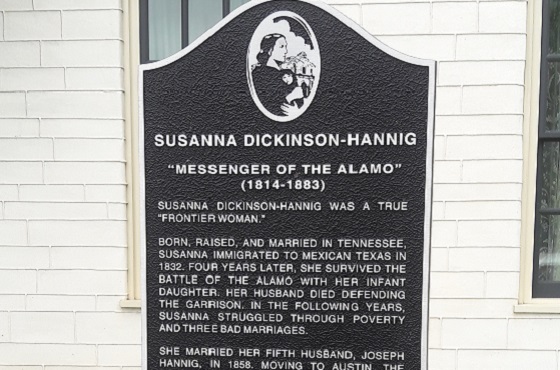 SUSANNA DICKINSON-HANNIG
"MESSENGER OF THE ALAMO"
(1814-1883)
SUSANNA DICKINSON-HANNIG WAS A TRUE
"FRONTIER WOMAN."
BORN, RAISED, AND MARRIED IN TENNESSEE,
SUSANNA IMMIGRATED TO MEXICAN TEXAS IN
1832. FOUR YEARS LATER, SHE SURVIVED THE
BATTLE OF THE ALAMO WITH HER INFANT
DAUGHTER. HER HUSBAND DIED DEFENDING
THE GARRISON. IN THE FOLLOWING YEARS,
SUSANNA STRUGGLED THROUGH POVERTY
AND THREE BAD MARRIAGES.
SHE MARRIED HER FIFTH HUSBAND, JOSEPH
HANNIG, IN 1858. MOVING TO AUSTIN, THE